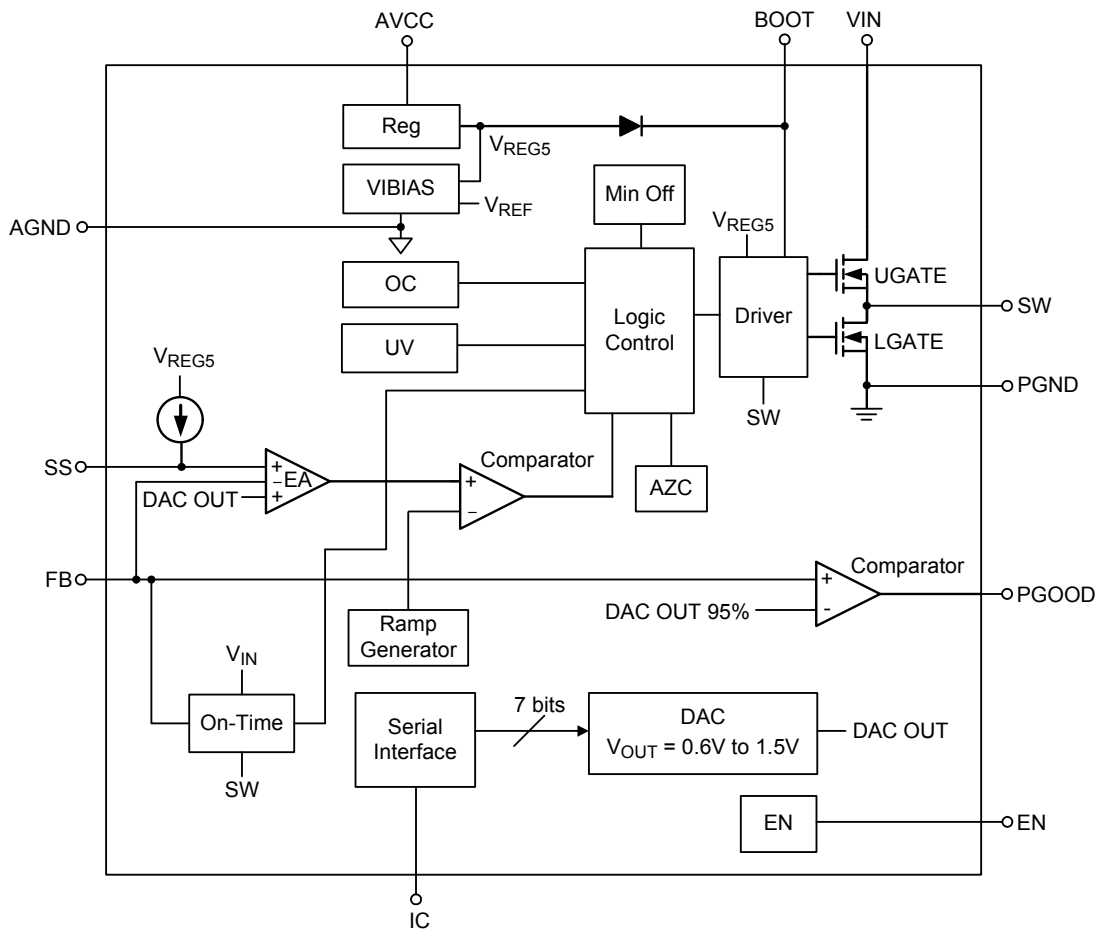 AVCC
BOOT
VIN
Reg
VREG5
VIBIAS
VREF
AGND
Min Off
VREG5
OC
UV
Logic
Control
Driver
UGATE
LGATE
SW
PGND
SW
VREG5
SS
+
−
+
EA
DAC OUT
Comparator
+
−
AZC
FB
Ramp
Generator
Comparator
+
-
DAC OUT 95%
PGOOD
VIN
On-Time
SW
Serial
Interface
7 bits
DAC
VOUT = 0.6V to 1.5V
DAC OUT
EN
EN
IC